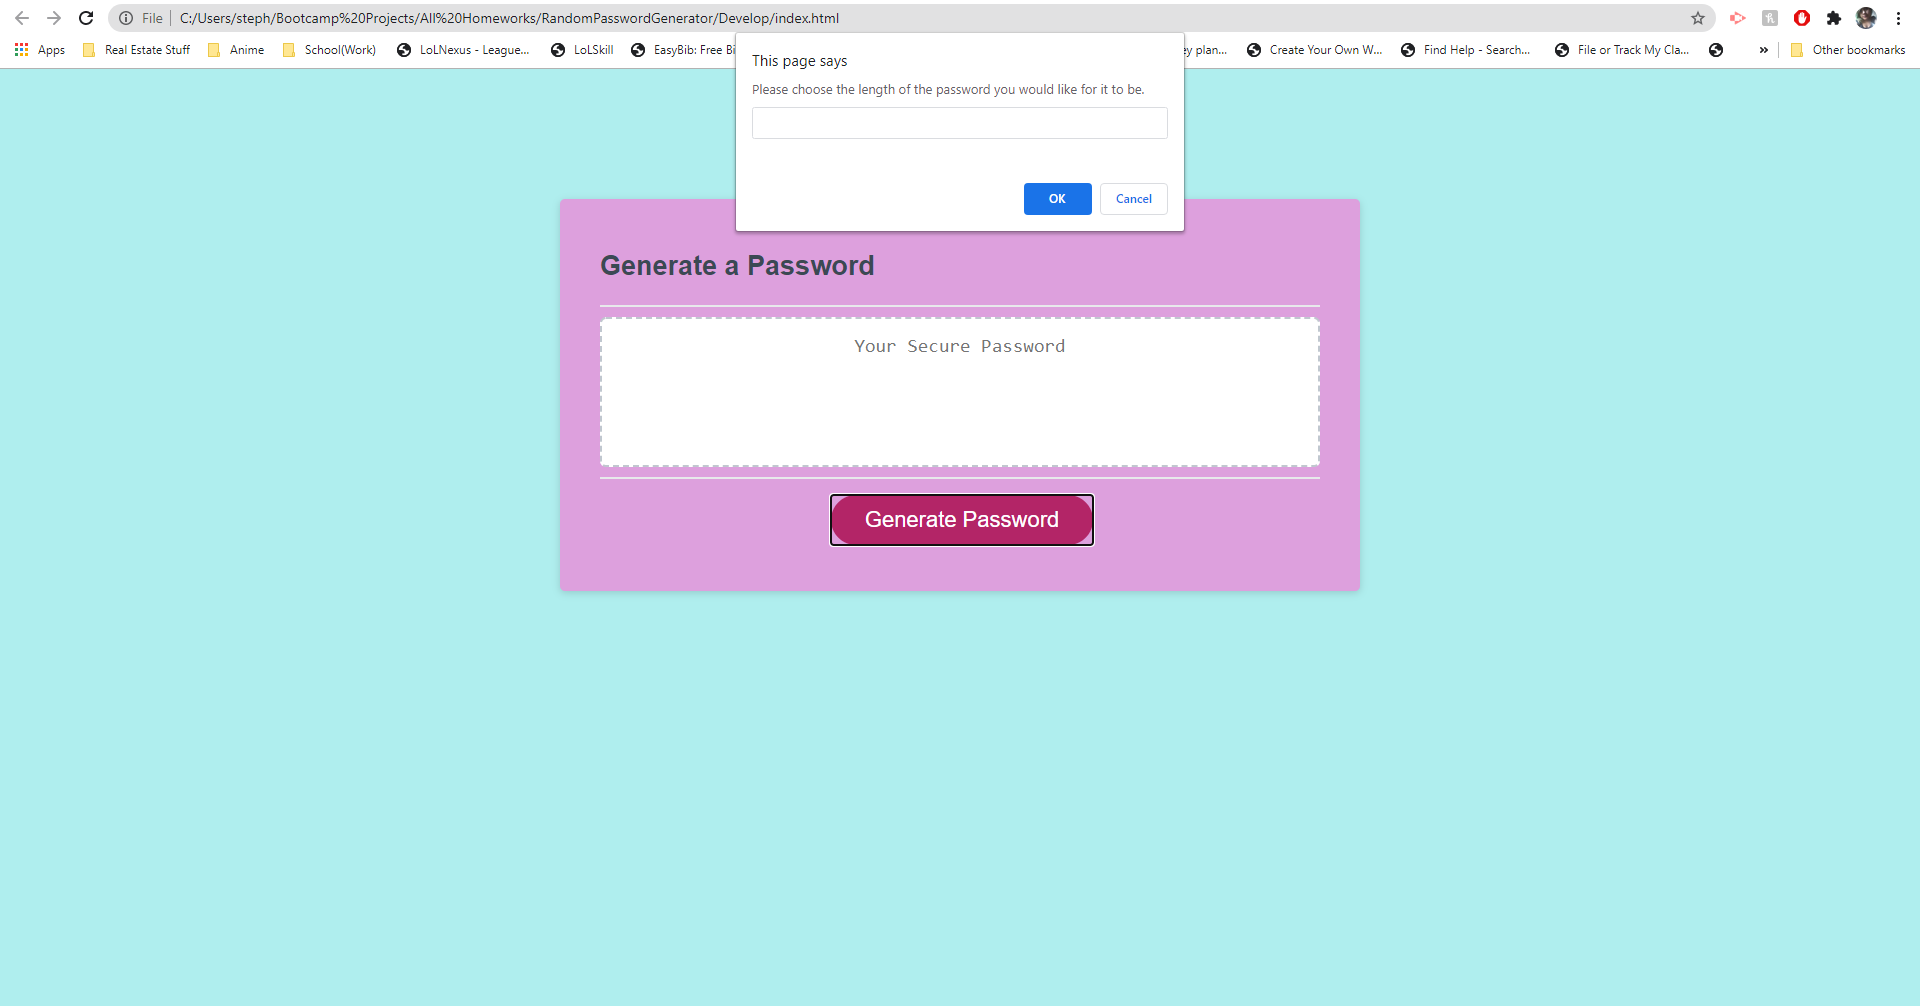 File C:/Users/steph/Bootcamp%20Projects/All%20Homeworks/RandomPasswordGenerator/Develop/index.html
Apps Real Estate Stuff Anime School(Work) LoLNexus - League... LoLSkill EasyBib: Free Bi ey plan... Create Your Own W... Find Help - Search... File or Track My Cla... » Other bookmarks
This page says
Please choose the length of the password you would like for it to be.
OK Cancel
Generate a Password
Your Secure Password
Generate Password